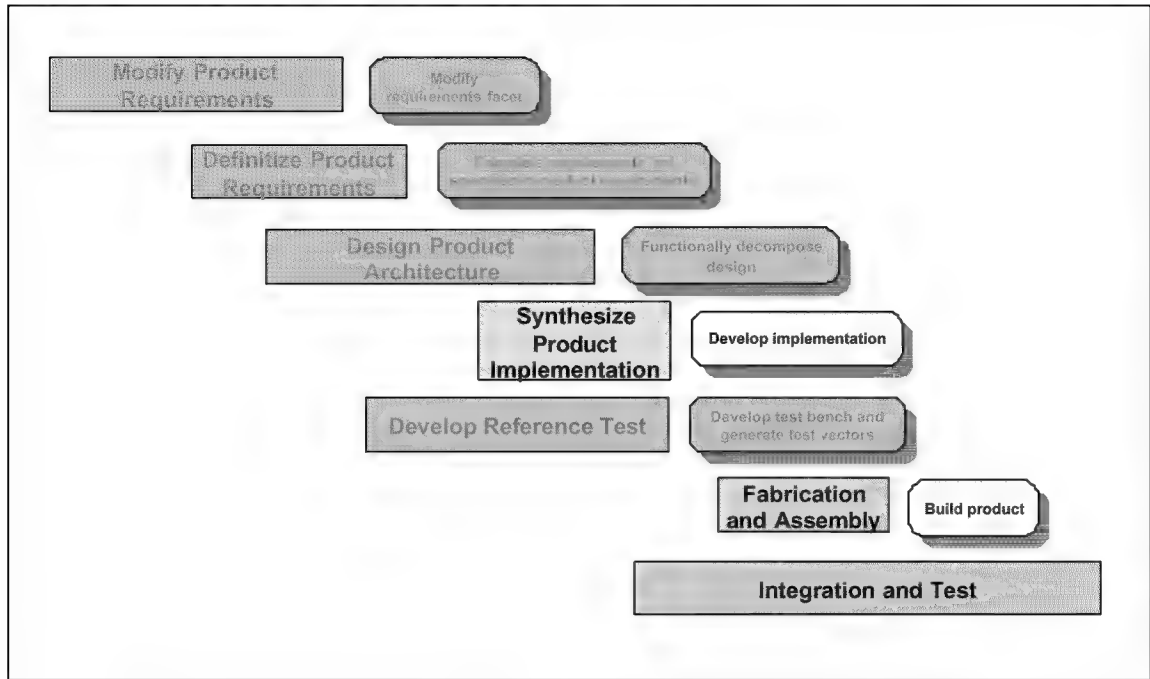 Modify Product
Requirements
Modify
requirements facet
Definitize Product
Requirements
Design Product
Architecture
Functionally decompose
design
Synthesize
Product
Implementation
Develop implementation
Develop Reference Test
Develop test bench and
generate test vectors
Fabrication
and Assembly
Build product
Integration and Test